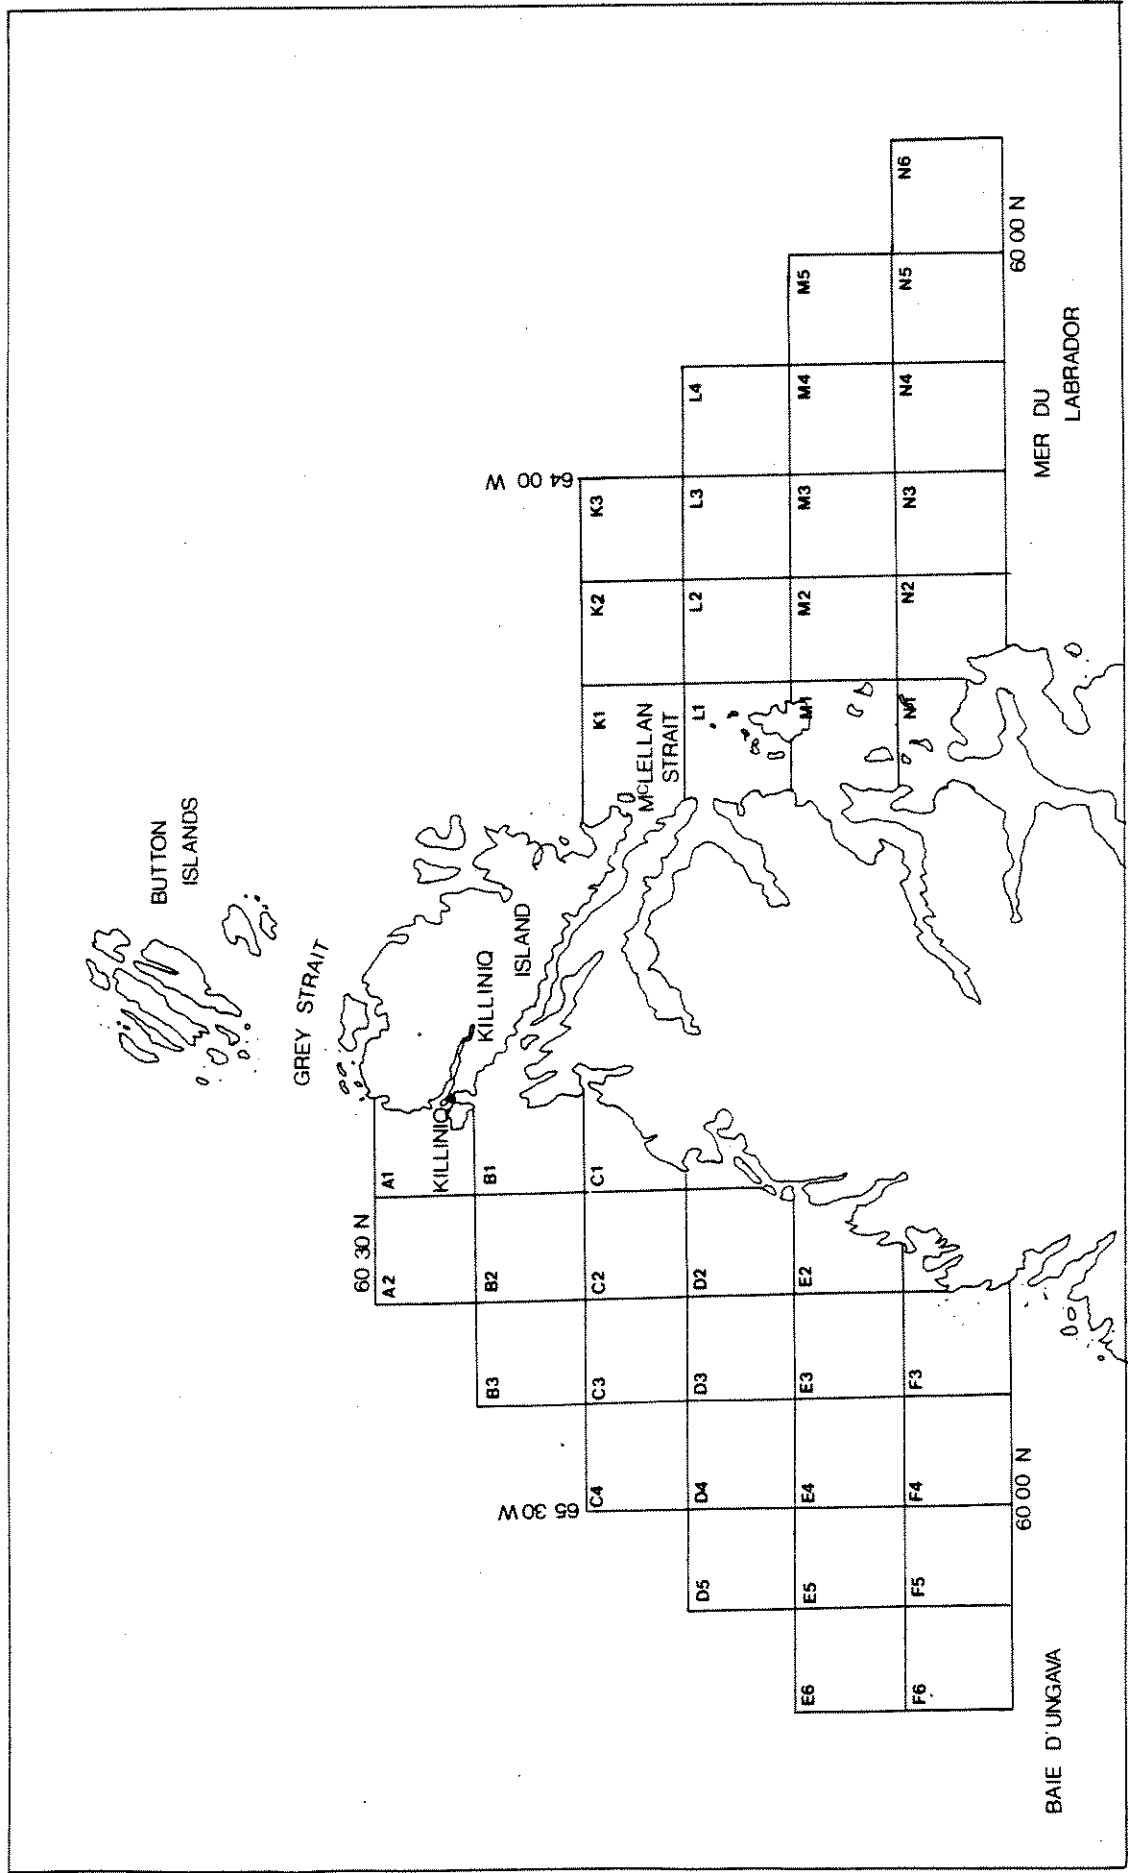 BUTTON
ISLANDS
GREY STRAIT
60 30 N
A2
A1
KILLINIQ
KILLINIQ
ISLAND
B3
B2
B1
65 30 W
C4
C3
C2
C1
64 00 W
K1
K2
K3
McLELLAN
STRAIT
D5
D4
D3
D2
L1
L2
L3
L4
E6
E5
E4
E3
E2
M1
M2
M3
M4
M5
F6
F5
F4
F3
N1
N2
N3
N4
N5
N6
60 00 N
60 00 N
BAIE D'UNGAVA
MER DU
LABRADOR